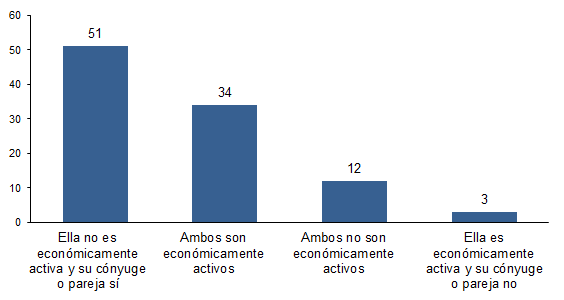 60
50
40
30
20
10
0
51
34
12
3
Ella no es
económicamente
activa y su cónyuge
o pareja sí
Ambos son
económicamente
activos
Ambos no son
económicamente
activos
Ella es
económicamente
activa y su cónyuge
o pareja no